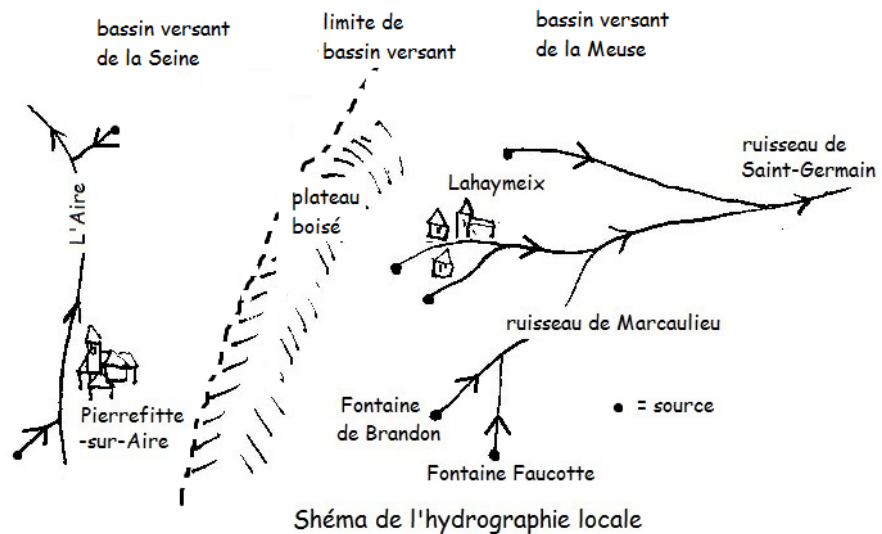 bassin versant
de la Seine
limite de
bassin versant
bassin versant
de la Meuse
ruisseau de
Saint-Germain
Lahaymeix
L'Aire
plateau
boisé
ruisseau de Marcaulieu
Pierrefitte
-sur-Aire
Fontaine
de Brandon
= source
Fontaine Faucotte
Shéma de l'hydrographie locale